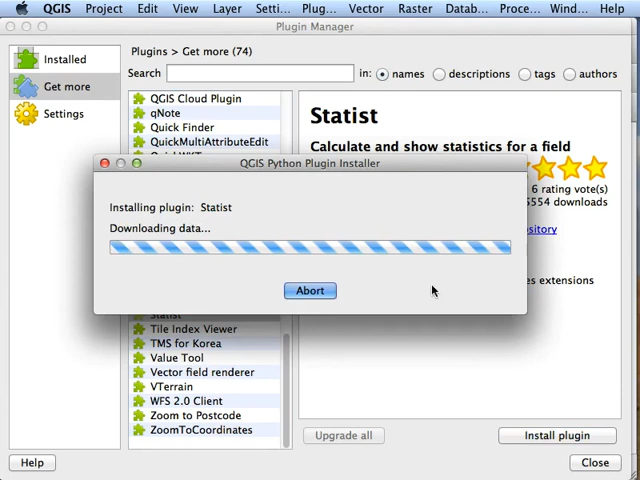 QGIS Project Edit View Layer Setti... Plug... Vector Raster Datab... Proce... Wind... Help
Plugin Manager
Installed
Get more
Settings
Plugins > Get more (74)
Search in: names descriptions tags authors
QGIS Cloud Plugin
qNote
Quick Finder
QuickMultiAttributeEdit
Statist
Calculate and show statistics for a field
6 rating vote(s)
5554 downloads
QGIS Python Plugin Installer
Installing plugin: Statist
Downloading data...
Abort
Statist
Tile Index Viewer
TMS for Korea
Value Tool
Vector field renderer
VTerrain
WFS 2.0 Client
Zoom to Postcode
ZoomToCoordinates
Upgrade all
Install plugin
Help
Close